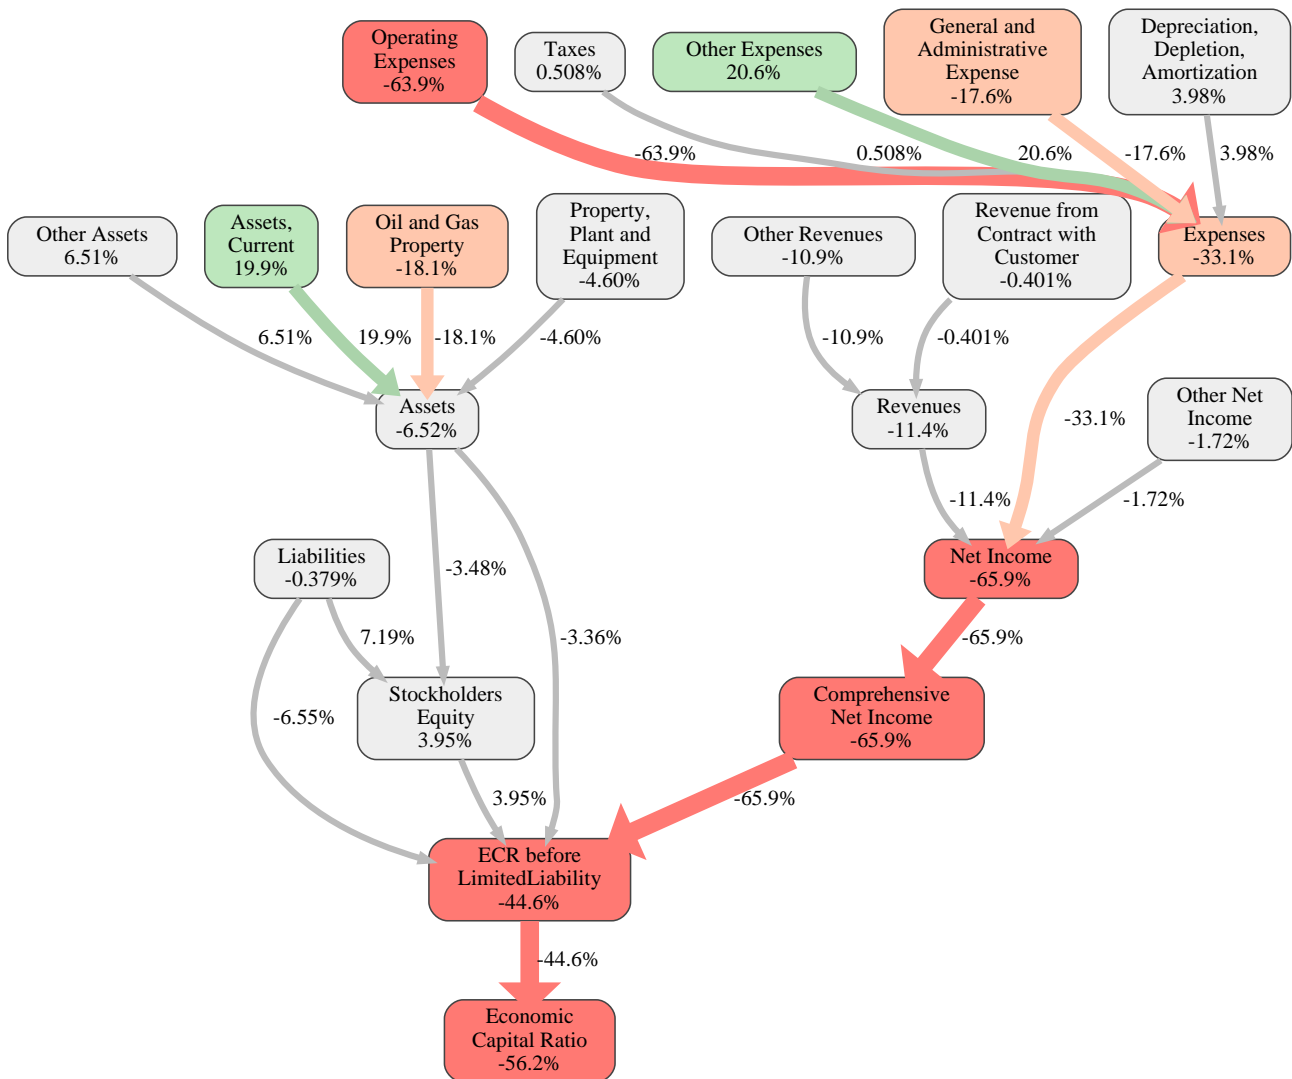 Operating
Expenses
-63.9%
Taxes
0.508%
Other Expenses
20.6%
General and
Administrative
Expense
-17.6%
Depreciation,
Depletion,
Amortization
3.98%
-63.9%
0.508%
20.6%
-17.6%
3.98%
Other Assets
6.51%
Assets,
Current
19.9%
Oil and Gas
Property
-18.1%
Property,
Plant and
Equipment
-4.60%
Other Revenues
-10.9%
Revenue from
Contract with
Customer
-0.401%
Expenses
-33.1%
6.51%
19.9%
-18.1%
-4.60%
-10.9%
-0.401%
-33.1%
Assets
-6.52%
Revenues
-11.4%
Other Net
Income
-1.72%
-11.4%
-1.72%
Liabilities
-0.379%
-3.48%
Net Income
-65.9%
7.19%
-3.36%
-65.9%
-6.55%
Stockholders
Equity
3.95%
Comprehensive
Net Income
-65.9%
3.95%
-65.9%
ECR before
LimitedLiability
-44.6%
-44.6%
Economic
Capital Ratio
-56.2%